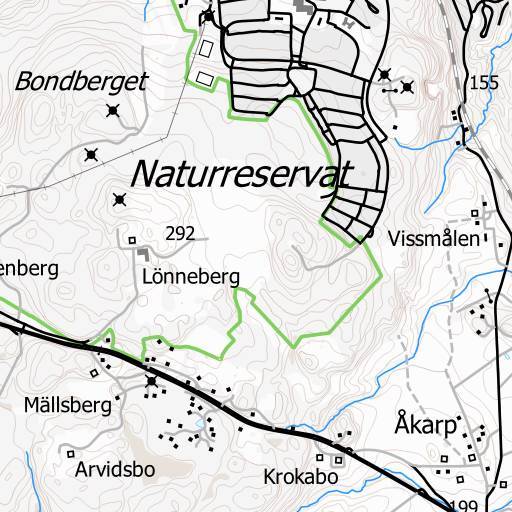 Bondberget
155
Naturreservat
292
Vissmålen
enberg
Lönneberg
Mällsberg
Åkarp
Arvidsbo
Krokabo
199